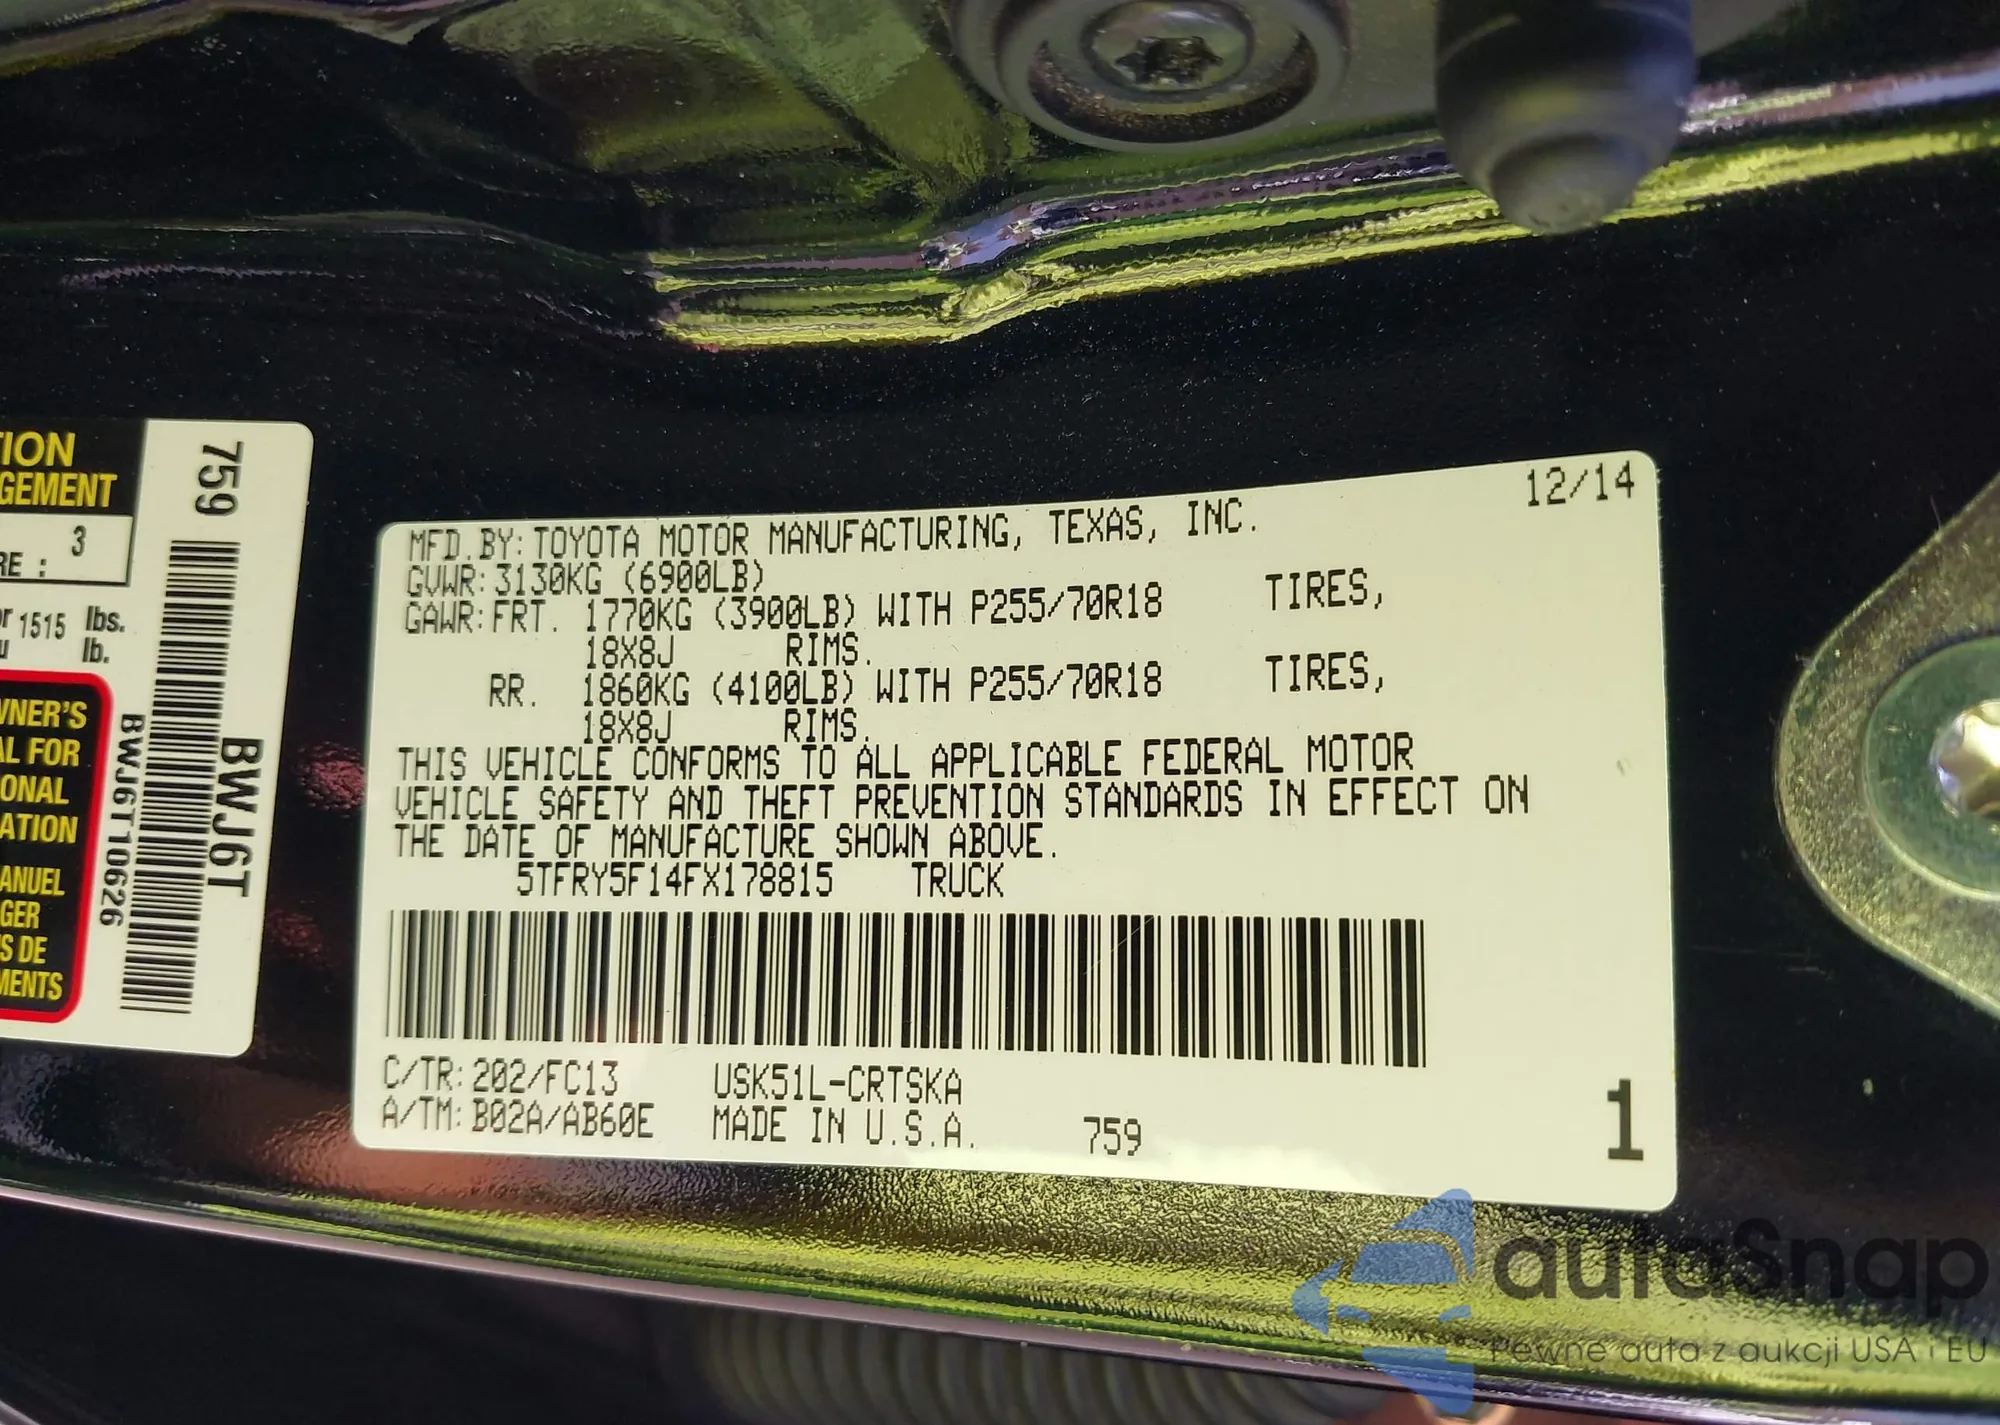 TION
GEMENT
RE : 3
or 1515 lbs.
u lb.
WNER'S
AL FOR
ONAL
ATION
ANUEL
GER
S DE
MENTS
759
BWJ6T
BWJ6T10626
12/14
MFD.BY: TOYOTA MOTOR MANUFACTURING, TEXAS, INC.
GVWR: 3130KG (6900LB)
GAWR: FRT. 1770KG (3900LB) WITH P255/70R18 TIRES,
18X8J RIMS.
RR. 1860KG (4100LB) WITH P255/70R18 TIRES,
18X8J RIMS.
THIS VEHICLE CONFORMS TO ALL APPLICABLE FEDERAL MOTOR
VEHICLE SAFETY AND THEFT PREVENTION STANDARDS IN EFFECT ON
THE DATE OF MANUFACTURE SHOWN ABOVE.
5TFRY5F14FX178815 TRUCK
C/TR: 202/FC13 USK51L-CRTSKA
A/TM: B02A/AB60E MADE IN U.S.A. 759
1
autaSnap
Pewne auta z aukcji USA i EU